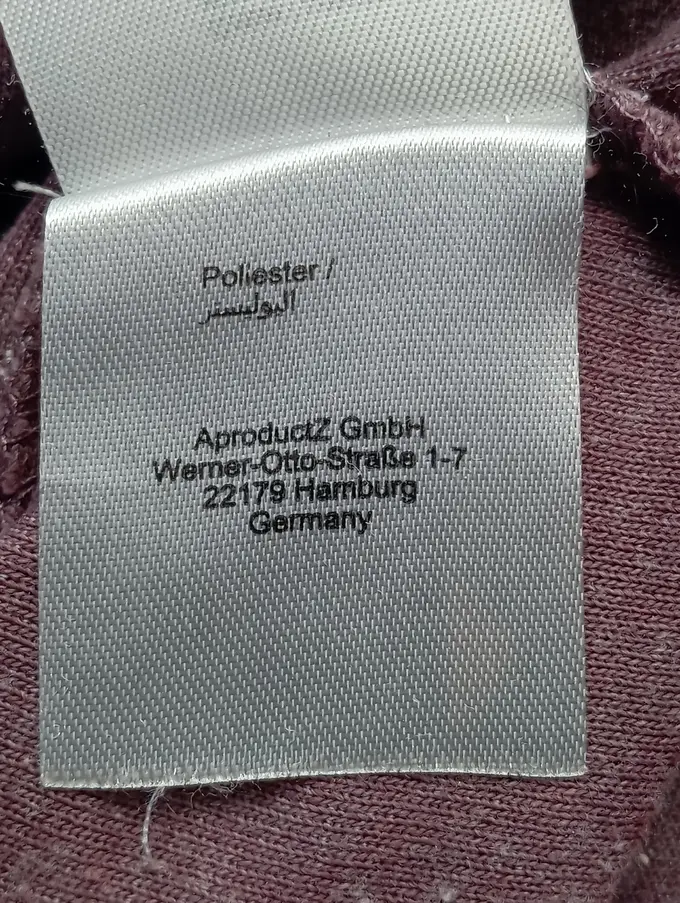 Poliester /
البوليستر
AproductZ GmbH
Werner-Otto-Straße 1-7
22179 Hamburg
Germany